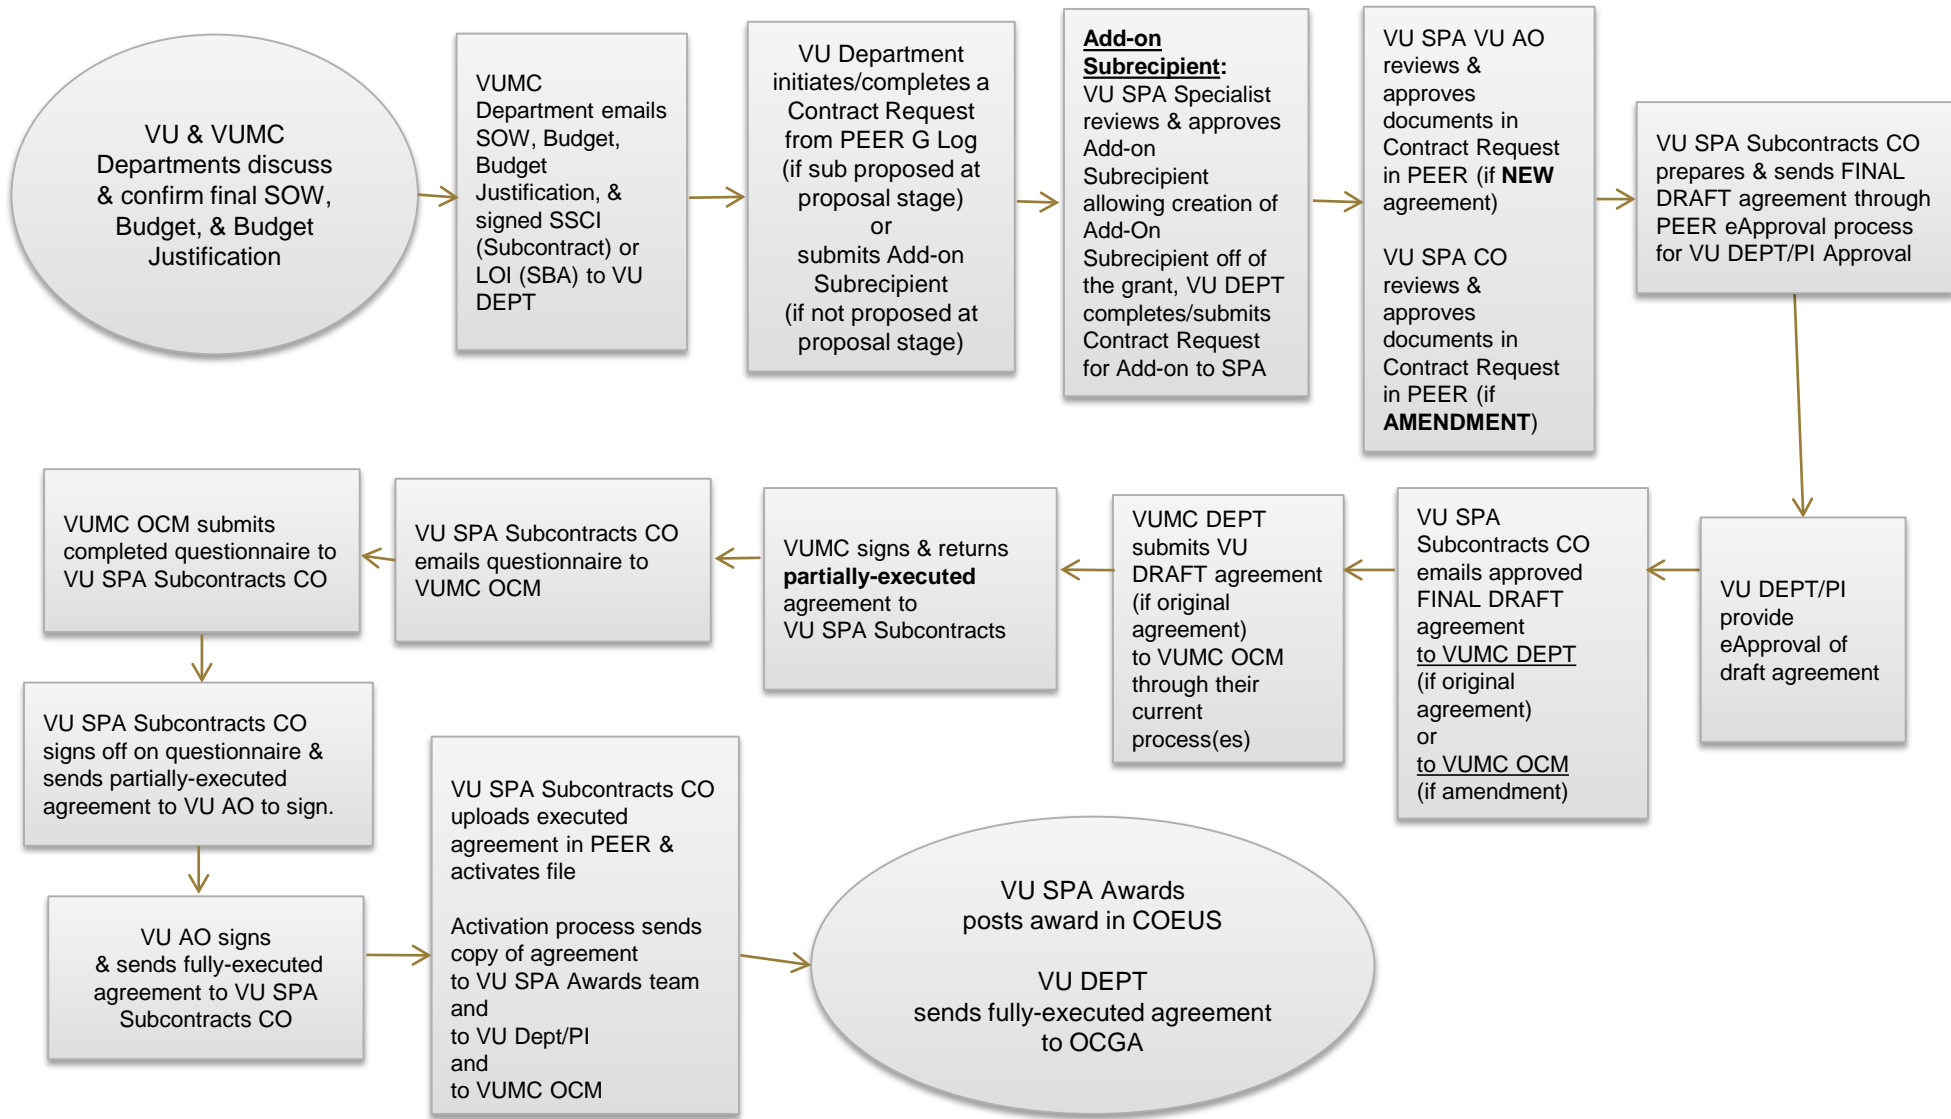 VU & VUMC
Departments discuss
& confirm final SOW,
Budget, & Budget
Justification
VUMC
Department emails
SOW, Budget,
Budget
Justification, &
signed SSCI
(Subcontract) or
LOI (SBA) to VU
DEPT
VU Department
initiates/completes a
Contract Request
from PEER G Log
(if sub proposed at
proposal stage)
or
submits Add-on
Subrecipient
(if not proposed at
proposal stage)
Add-on
Subrecipient:
VU SPA Specialist
reviews & approves
Add-on
Subrecipient
allowing creation of
Add-On
Subrecipient off of
the grant, VU DEPT
completes/submits
Contract Request
for Add-on to SPA
VU SPA VU AO
reviews &
approves
documents in
Contract Request
in PEER (if NEW
agreement)
VU SPA CO
reviews &
approves
documents in
Contract Request
in PEER (if
AMENDMENT)
VU SPA Subcontracts CO
prepares & sends FINAL
DRAFT agreement through
PEER eApproval process
for VU DEPT/PI Approval
VU DEPT/PI
provide
eApproval of
draft agreement
VU SPA
Subcontracts CO
emails approved
FINAL DRAFT
agreement
to VUMC DEPT
(if original
agreement)
or
to VUMC OCM
(if amendment)
VUMC DEPT
submits VU
DRAFT agreement
(if original
agreement)
to VUMC OCM
through their
current
process(es)
VUMC signs & returns
partially-executed
agreement to
VU SPA Subcontracts
VU SPA Subcontracts CO
emails questionnaire to
VUMC OCM
VUMC OCM submits
completed questionnaire to
VU SPA Subcontracts CO
VU SPA Subcontracts CO
signs off on questionnaire &
sends partially-executed
agreement to VU AO to sign.
VU AO signs
& sends fully-executed
agreement to VU SPA
Subcontracts CO
VU SPA Subcontracts CO
uploads executed
agreement in PEER &
activates file
Activation process sends
copy of agreement
to VU SPA Awards team
and
to VU Dept/PI
and
to VUMC OCM
VU SPA Awards
posts award in COEUS
VU DEPT
sends fully-executed agreement
to OCGA